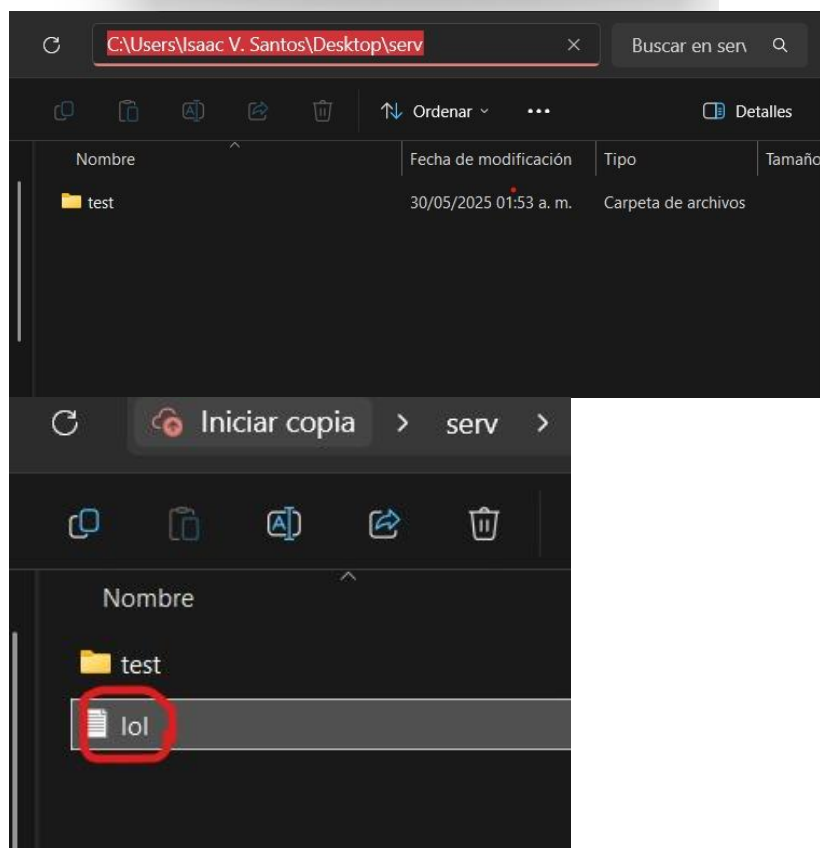 C:\Users\Isaac V. Santos\Desktop\serv
Buscar en serv
Ordenar
Detalles
Nombre
Fecha de modificación
Tipo
Tamaño
test
30/05/2025 01:53 a. m.
Carpeta de archivos
Iniciar copia > serv >
Nombre
test
lol